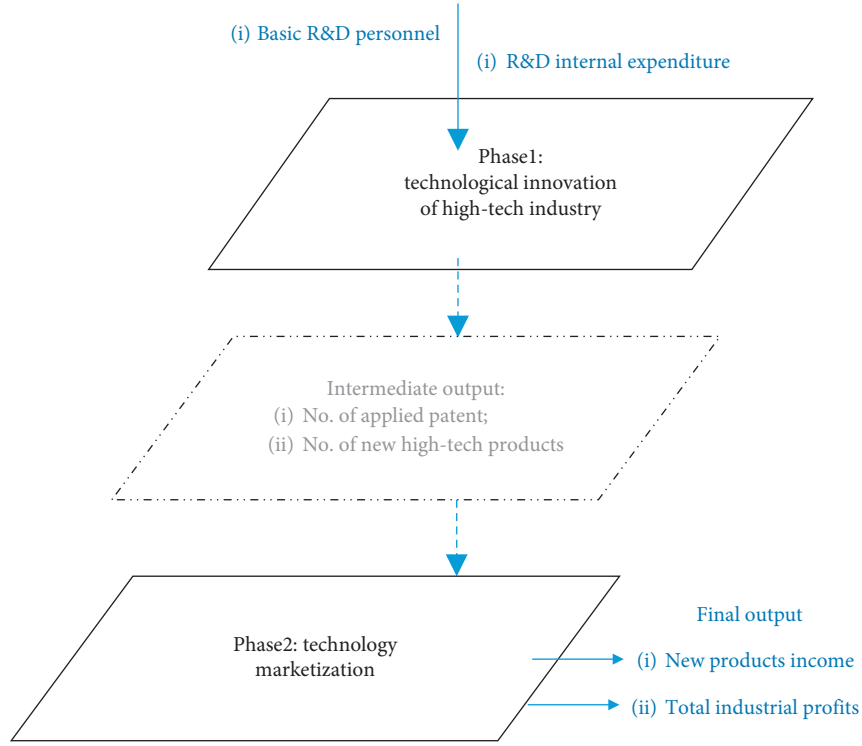 (i) Basic R&D personnel
(i) R&D internal expenditure
Phase1:
technological innovation
of high-tech industry
Intermediate output:
(i) No. of applied patent;
(ii) No. of new high-tech products
Phase2: technology
marketization
Final output
(i) New products income
(ii) Total industrial profits